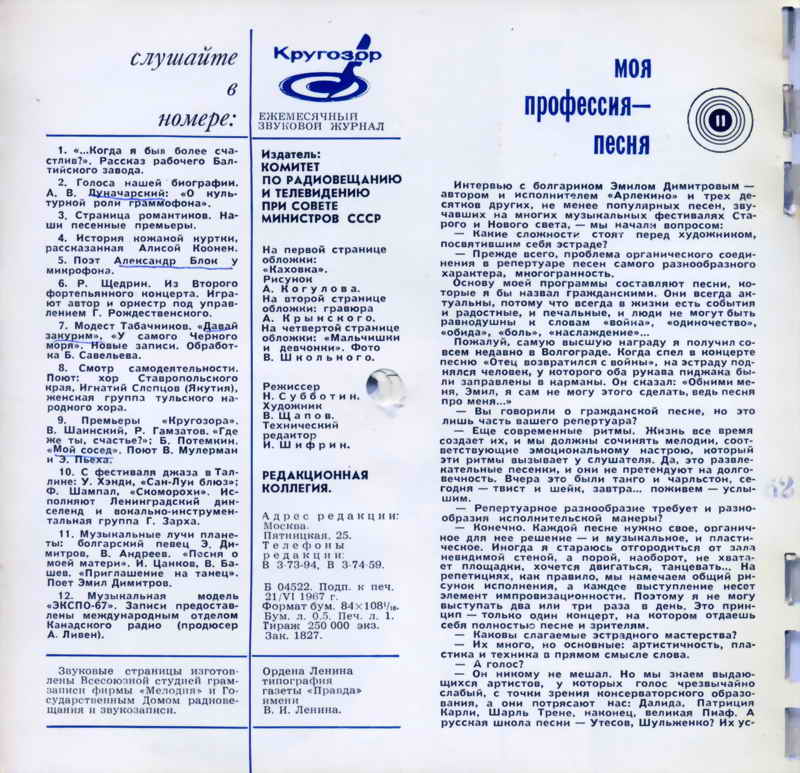 слушайте
в
номере:
1. «...Когда я был более сча-
стлив?». Рассказ рабочего Бал-
тийского завода.
2. Голоса нашей биографии.
А. В. Луначарский: «О куль-
турной роли граммофона».
3. Страница романтиков. На-
ши песенные премьеры.
4. История кожаной куртки,
рассказанная Алисой Коонен.
5. Поэт Александр Блок у
микрофона.
6. Р. Щедрин. Из Второго
фортепьянного концерта. Игра-
ют автор и оркестр под управ-
лением Г. Рождественского.
7. Модест Табачников. «Давай
закурим», «У самого Черного
моря». Новые записи. Обработ-
ка Б. Савельева.
8. Смотр самодеятельности.
Поют: хор Ставропольского
края, Игнатий Слепцов (Якутия),
женская группа тульского на-
родного хора.
9. Премьеры «Кругозора».
В. Шаинский, Р. Гамзатов. «Где
же ты, счастье?»; Б. Потемкин.
«Мой сосед». Поют В. Мулерман
и Э. Пьеха.
10. С фестиваля джаза в Тал-
лине: У. Хэнди, «Сан-Луи блюз»;
Ф. Шампал, «Скоморохи». Ис-
полняют Ленинградский дик-
селенд и вокально-инструмен-
тальная группа Г. Зарха.
11. Музыкальные лучи плане-
ты: болгарский певец Э. Ди-
митров, В. Андреев. «Песня о
моей матери». И. Цанков, В. Ба-
шев. «Приглашение на танец».
Поет Эмил Димитров.
12. Музыкальная модель
«ЭКСПО-67». Записи предостав-
лены международным отделом
Канадского радио (продюсер
А. Ливен).
Звуковые страницы изготов-
лены Всесоюзной студией грам-
записи фирмы «Мелодия» и Го-
сударственным Домом радиове-
щания и звукозаписи.
Кругозор
ЕЖЕМЕСЯЧНЫЙ
ЗВУКОВОЙ ЖУРНАЛ
Издатель:
КОМИТЕТ
ПО РАДИОВЕЩАНИЮ
И ТЕЛЕВИДЕНИЮ
ПРИ СОВЕТЕ
МИНИСТРОВ СССР
На первой странице
обложки:
«Каховка».
Рисунок
А. Когулова.
На второй странице
обложки: гравюра
А. Крынского.
На четвертой странице
обложки: «Мальчишки
и девчонки». Фото
В. Школьного.
Режиссер
Н. Субботин.
Художник
В. Щапов.
Технический
редактор
И. Шифрин.
РЕДАКЦИОННАЯ
КОЛЛЕГИЯ.
Адрес редакции:
Москва.
Пятницкая, 25.
Телефоны
редакции:
В 3-73-94, В 3-74-59.
Б 04522. Подп. к печ.
21/VI 1967 г.
Формат бум. 84×108¹/₁₆.
Бум. л. 0,5. Печ. л. 1.
Тираж 250 000 экз.
Зак. 1827.
Ордена Ленина
типография
газеты «Правда»
имени
В. И. Ленина.
моя
профессия—
песня
11
Интервью с болгарином Эмилом Димитровым —
автором и исполнителем «Арлекино» и трех де-
сятков других, не менее популярных песен, зву-
чавших на многих музыкальных фестивалях Ста-
рого и Нового света, — мы начали вопросом:
— Какие сложности стоят перед художником,
посвятившим себя эстраде?
— Прежде всего, проблема органического соеди-
нения в репертуаре песен самого разнообразного
характера, многогранность.
Основу моей программы составляют песни, ко-
торые я бы назвал гражданскими. Они всегда ак-
туальны, потому что всегда в жизни есть события
и радостные, и печальные, и люди не могут быть
равнодушны к словам «война», «одиночество»,
«обида», «боль», «наслаждение»...
Пожалуй, самую высшую награду я получил со-
всем недавно в Волгограде. Когда спел в концерте
песню «Отец возвратился с войны», на эстраду под-
нялся человек, у которого оба рукава пиджака бы-
ли заправлены в карманы. Он сказал: «Обними ме-
ня, Эмил, я сам не могу этого сделать, ведь песня
про меня...»
— Вы говорили о гражданской песне, но это
лишь часть вашего репертуара?
— Еще современные ритмы. Жизнь все время
создает их, и мы должны сочинять мелодии, соот-
ветствующие эмоциональному настрою, который
эти ритмы вызывает у слушателя. Да, это развле-
кательные песенки, и они не претендуют на долго-
вечность. Вчера это были танго и чарльстон, се-
годня — твист и шейк, завтра... поживем — услы-
шим.
— Репертуарное разнообразие требует и разно-
образия исполнительской манеры?
— Конечно. Каждой песне нужно свое, органич-
ное для нее решение — и музыкальное, и пласти-
ческое. Иногда я стараюсь отгородиться от зала
невидимой стеной, а порой, наоборот, не хвата-
ет площадки, хочется двигаться, танцевать... На
репетициях, как правило, мы намечаем общий ри-
сунок исполнения, а каждое выступление несет
элемент импровизационности. Поэтому я не могу
выступать два или три раза в день. Это прин-
цип — только один концерт, на котором отдаешь
себя полностью песне и зрителям.
— Каковы слагаемые эстрадного мастерства?
— Их много, но основные: артистичность, пла-
стика и техника в прямом смысле слова.
— А голос?
— Он никому не мешал. Но мы знаем выдаю-
щихся артистов, у которых голос чрезвычайно
слабый, с точки зрения консерваторского образо-
вания, а они потрясают нас: Далида, Патриция
Карли, Шарль Трене, наконец, великая Пиаф. А
русская школа песни — Утесов, Шульженко? Их ус-